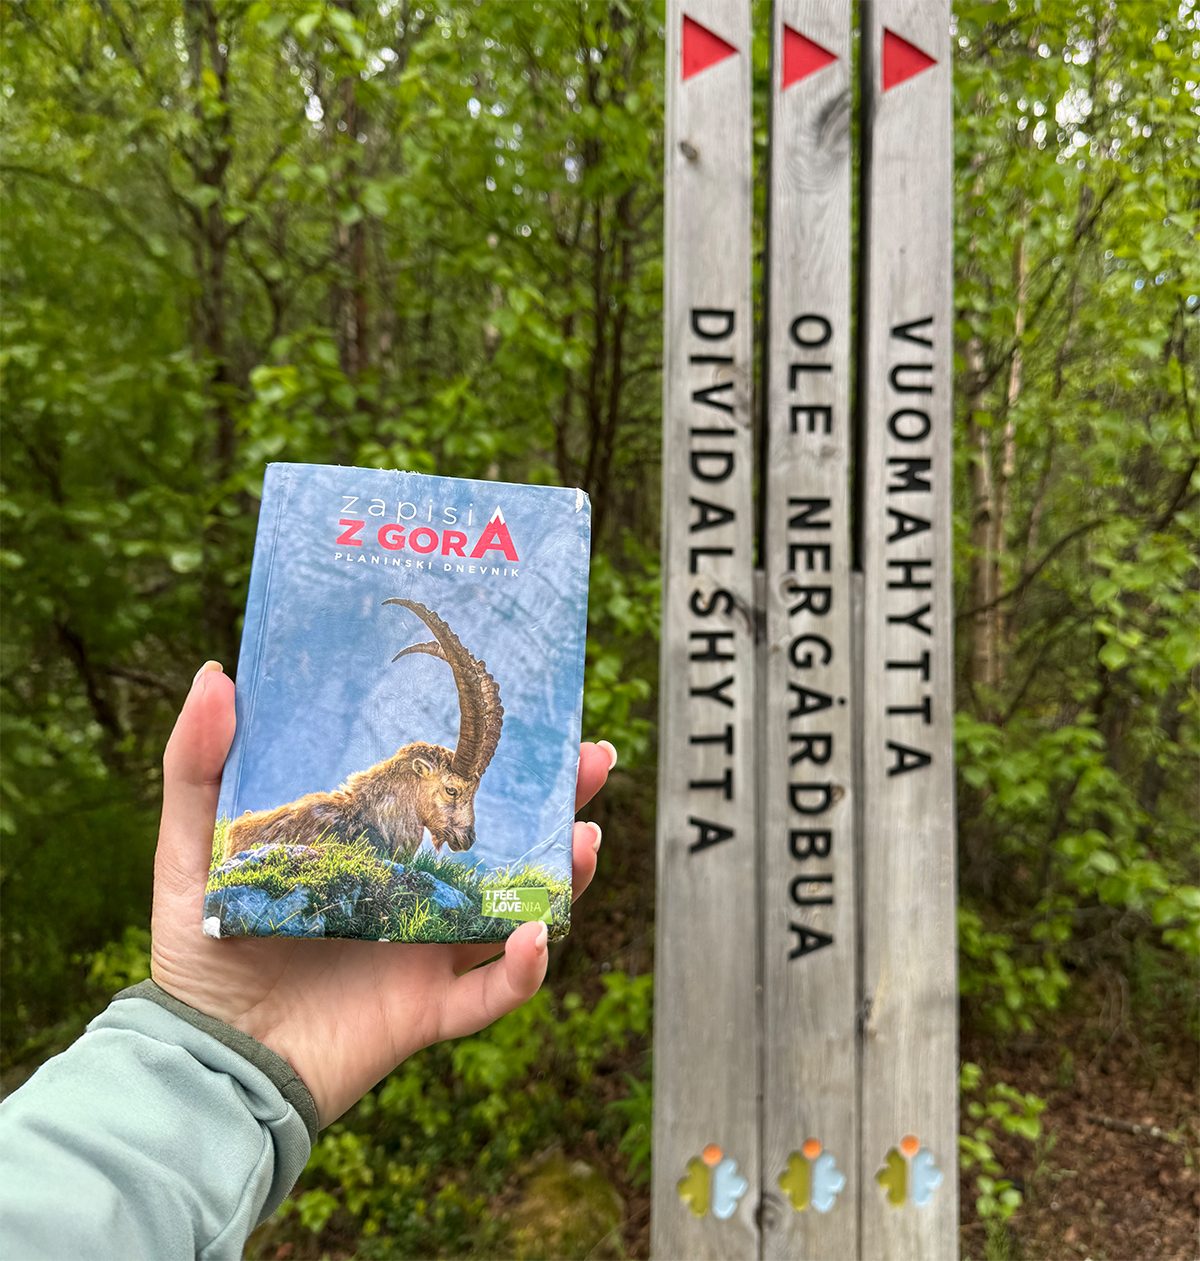 zapisi
Z GORA
PLANINSKI DNEVNIK
I FEEL
SLOVENIA
DIVIDALSHYTTA
OLE NERGÅRDBUA
VUOMAHYTTA